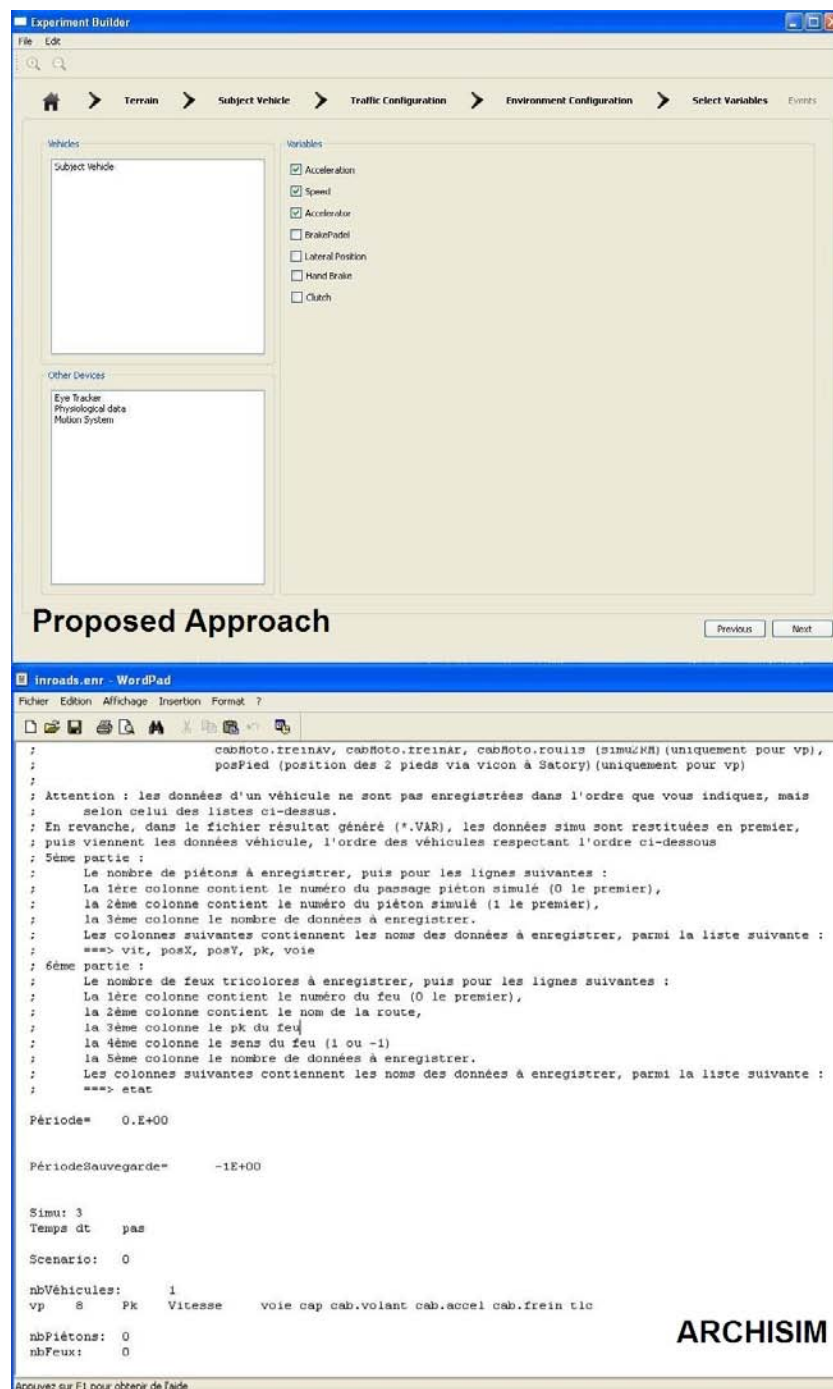 Experiment Builder
File Edit
Terrain Subject Vehicle Traffic Configuration Environment Configuration Select Variables Events
Vehicles
Subject Vehicle
Variables
Acceleration
Speed
Accelerator
BrakePadel
Lateral Position
Hand Brake
Clutch
Other Devices
Eye Tracker
Physiological data
Motion System
Proposed Approach
Previous Next
inroads.enr - WordPad
Fichier Edition Affichage Insertion Format ?
; cabMoto.freinAv, cabMoto.freinAr, cabMoto.roulis (simu2RM)(uniquement pour vp),
; posPied (position des 2 pieds via vicon à Satory)(uniquement pour vp)
;
; Attention : les données d'un véhicule ne sont pas enregistrées dans l'ordre que vous indiquez, mais
; selon celui des listes ci-dessus.
; En revanche, dans le fichier résultat généré (*.VAR), les données simu sont restituées en premier,
; puis viennent les données véhicule, l'ordre des véhicules respectant l'ordre ci-dessous
; 5ème partie :
; Le nombre de piétons à enregistrer, puis pour les lignes suivantes :
; La 1ère colonne contient le numéro du passage piéton simulé (0 le premier),
; la 2ème colonne contient le numéro du piéton simulé (1 le premier),
; la 3ème colonne le nombre de données à enregistrer.
; Les colonnes suivantes contiennent les noms des données à enregistrer, parmi la liste suivante :
; ===> vit, posX, posY, pk, voie
; 6ème partie :
; Le nombre de feux tricolores à enregistrer, puis pour les lignes suivantes :
; La 1ère colonne contient le numéro du feu (0 le premier),
; la 2ème colonne contient le nom de la route,
; la 3ème colonne le pk du feu
; la 4ème colonne le sens du feu (1 ou -1)
; la 5ème colonne le nombre de données à enregistrer.
; Les colonnes suivantes contiennent les noms des données à enregistrer, parmi la liste suivante :
; ===> etat
Période= 0.E+00
PériodeSauvegarde= -1E+00
Simu: 3
Temps dt pas
Scenario: 0
nbVéhicules: 1
vp 8 Pk Vitesse voie cap cab.volant cab.accel cab.frein tlc
nbPiétons: 0
nbFeux: 0
ARCHISIM
Appuyez sur F1 pour obtenir de l'aide